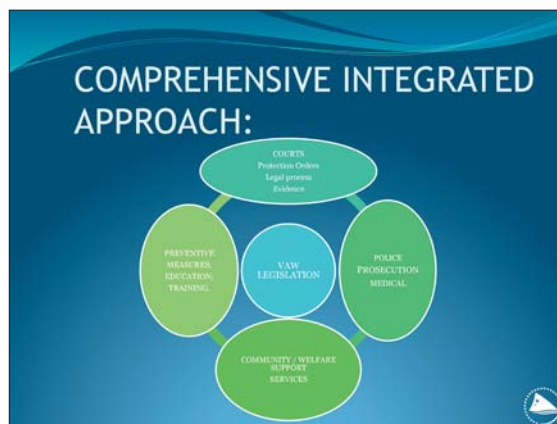 COMPREHENSIVE INTEGRATED
APPROACH:
COURTS
Protection Orders
Legal process
Evidence
PREVENTIVE
MEASURES,
EDUCATION;
TRAINING.
VAW
LEGISLATION
POLICE
PROSECUTION
MEDICAL
COMMUNITY / WELFARE
SUPPORT
SERVICES